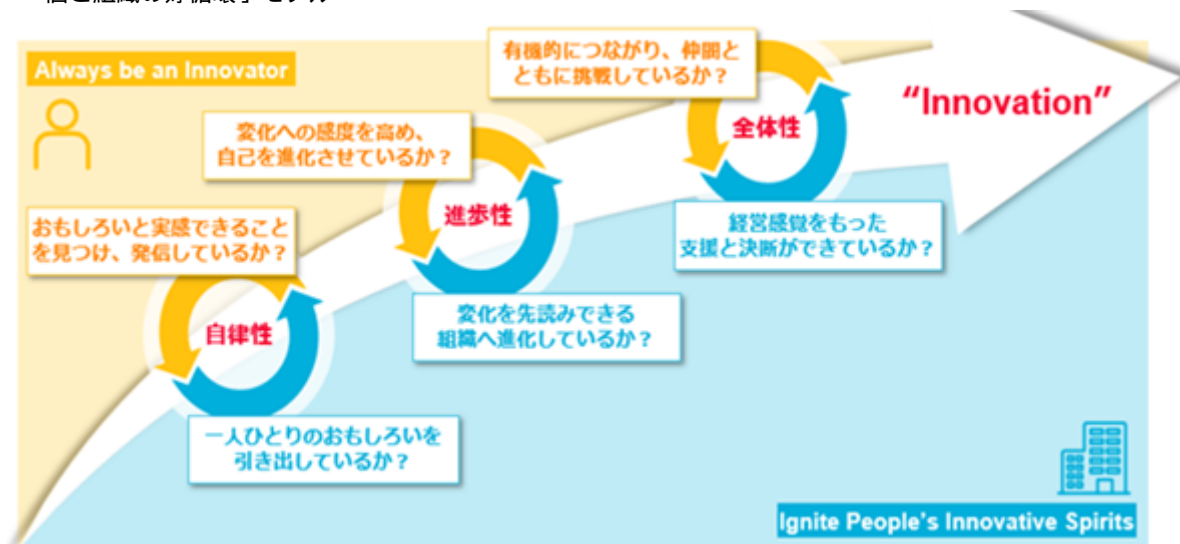 Always be an Innovator
有機的につながり、仲間と
ともに挑戦しているか？
"Innovation"
全体性
変化への感度を高め、
自己を進化させているか？
進歩性
経営感覚をもった
支援と決断ができているか？
おもしろいと実感できること
を見つけ、発信しているか？
変化を先読みできる
組織へ進化しているか？
自律性
一人ひとりのおもしろいを
引き出しているか？
Ignite People's Innovative Spirits